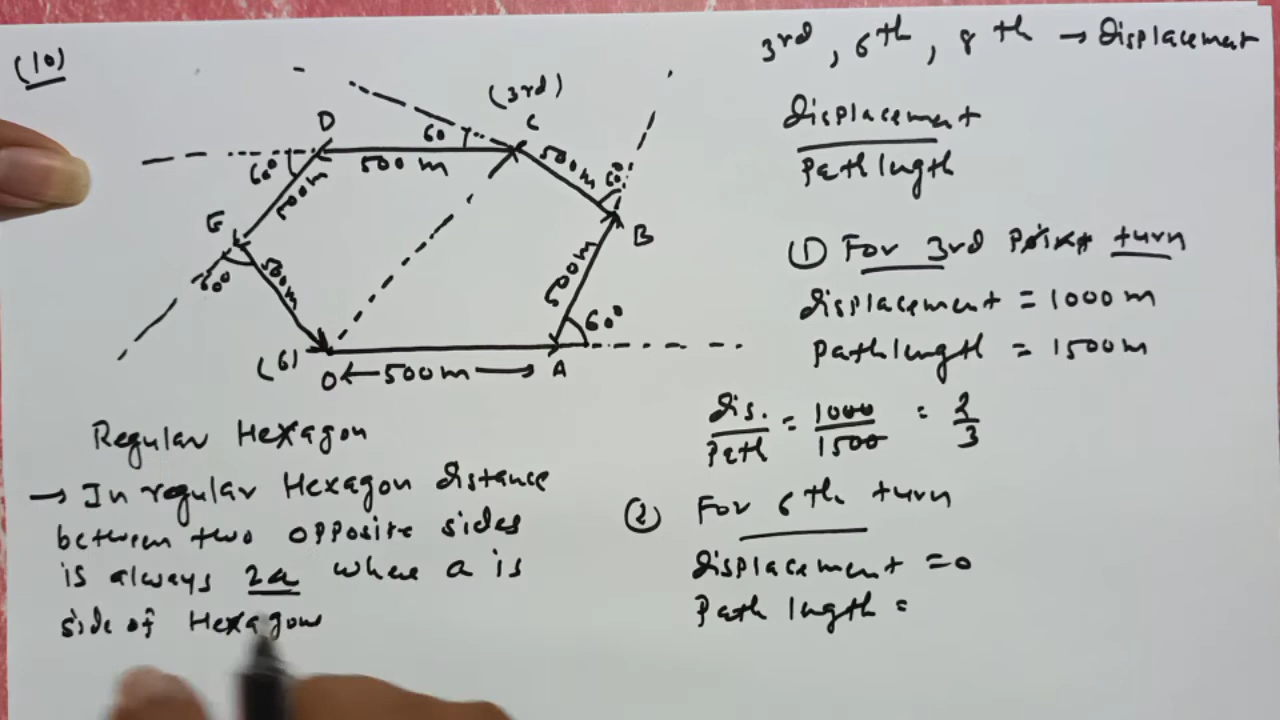 (10)
3rd, 6th, 8th → Displacement
(3rd)
D
C
60
500m
500m
60°
60°
500m
E
B
60°
500m
500m
60°
(6)
O ← 500m → A
Displacement
Path length
① For 3rd turn
Displacement = 1000m
Path length = 1500m
Dis. / Path = 1000 / 1500 = 2 / 3
Regular Hexagon
→ In regular Hexagon distance
between two opposite sides
is always 2a where a is
side of Hexagon
② For 6th turn
Displacement = 0
Path length =